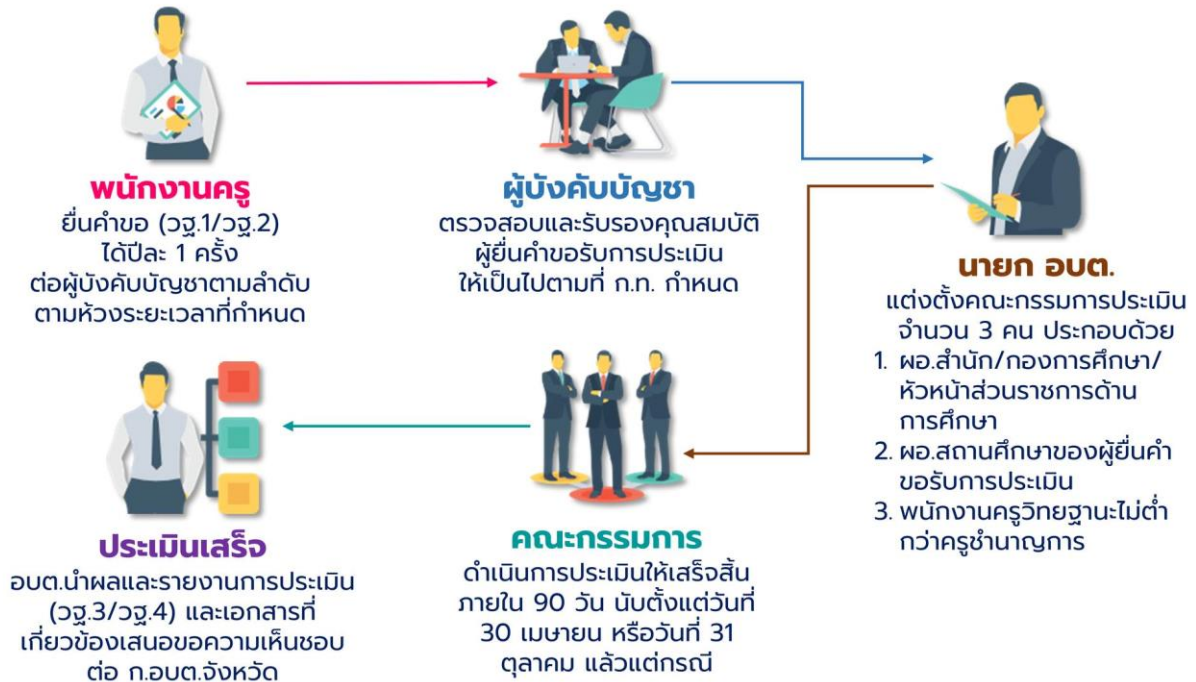 พนักงานครู
ยื่นคำขอ (วฐ.1/วฐ.2)
ได้ปีละ 1 ครั้ง
ต่อผู้บังคับบัญชาตามลำดับ
ตามห้วงระยะเวลาที่กำหนด
ผู้บังคับบัญชา
ตรวจสอบและรับรองคุณสมบัติ
ผู้ยื่นคำขอรับการประเมิน
ให้เป็นไปตามที่ ก.ท. กำหนด
นายก อบต.
แต่งตั้งคณะกรรมการประเมิน
จำนวน 3 คน ประกอบด้วย
1. ผอ.สำนัก/กองการศึกษา/
หัวหน้าส่วนราชการด้าน
การศึกษา
2. ผอ.สถานศึกษาของผู้ยื่นคำ
ขอรับการประเมิน
3. พนักงานครูวิทยฐานะไม่ต่ำ
กว่าครูชำนาญการ
คณะกรรมการ
ดำเนินการประเมินให้เสร็จสิ้น
ภายใน 90 วัน นับตั้งแต่วันที่
30 เมษายน หรือวันที่ 31
ตุลาคม แล้วแต่กรณี
ประเมินเสร็จ
อบต.นำผลและรายงานการประเมิน
(วฐ.3/วฐ.4) และเอกสารที่
เกี่ยวข้องเสนอขอความเห็นชอบ
ต่อ ก.อบต.จังหวัด